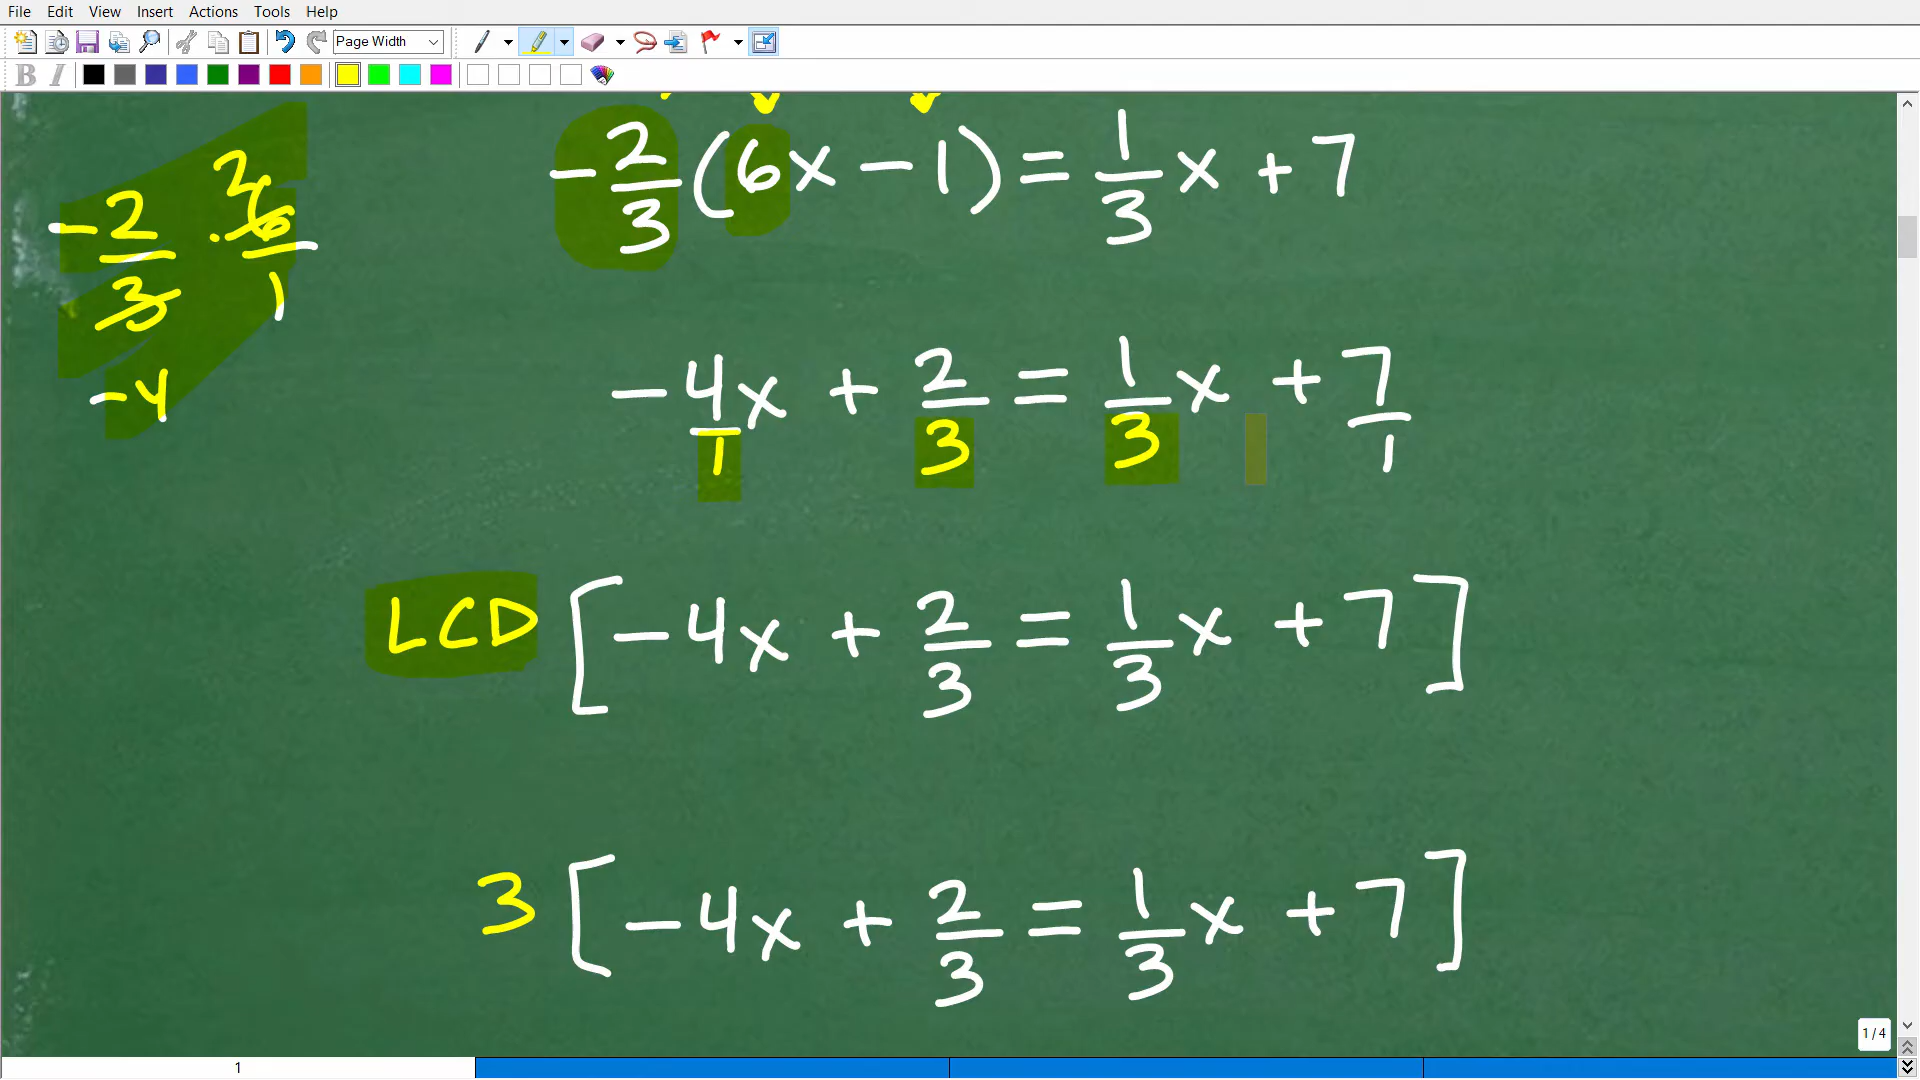 File Edit View Insert Actions Tools Help
Page Width
B I
-2/3 (6x - 1) = 1/3 x + 7
-2/3 · 6/1
2
-4
-4/1 x + 2/3 = 1/3 x + 7/1
LCD [-4x + 2/3 = 1/3 x + 7]
3 [-4x + 2/3 = 1/3 x + 7]
1 / 4
1